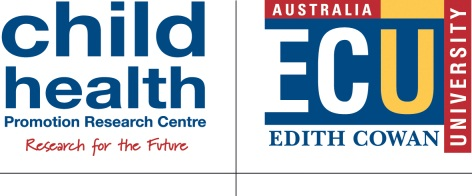 child
health
Promotion Research Centre
Research for the Future
AUSTRALIA
ECU
EDITH COWAN
UNIVERSITY